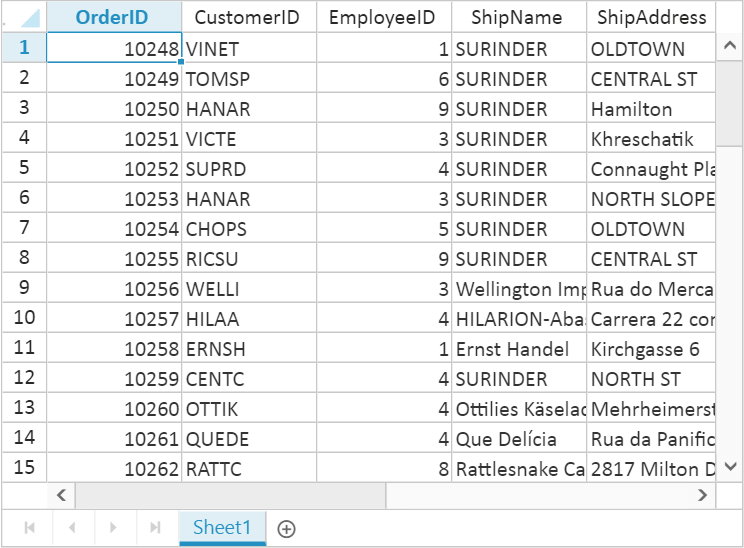 OrderID CustomerID EmployeeID ShipName ShipAddress
1 10248 VINET 1 SURINDER OLDTOWN
2 10249 TOMSP 6 SURINDER CENTRAL ST
3 10250 HANAR 9 SURINDER Hamilton
4 10251 VICTE 3 SURINDER Khreschatik
5 10252 SUPRD 4 SURINDER Connaught Pla
6 10253 HANAR 3 SURINDER NORTH SLOPE
7 10254 CHOPS 5 SURINDER OLDTOWN
8 10255 RICSU 9 SURINDER CENTRAL ST
9 10256 WELLI 3 Wellington Imp Rua do Merca
10 10257 HILAA 4 HILARION-Aba Carrera 22 con
11 10258 ERNSH 1 Ernst Handel Kirchgasse 6
12 10259 CENTC 4 SURINDER NORTH ST
13 10260 OTTIK 4 Ottilies Käselad Mehrheimerst
14 10261 QUEDE 4 Que Delícia Rua da Panific
15 10262 RATTC 8 Rattlesnake Ca 2817 Milton D
Sheet1